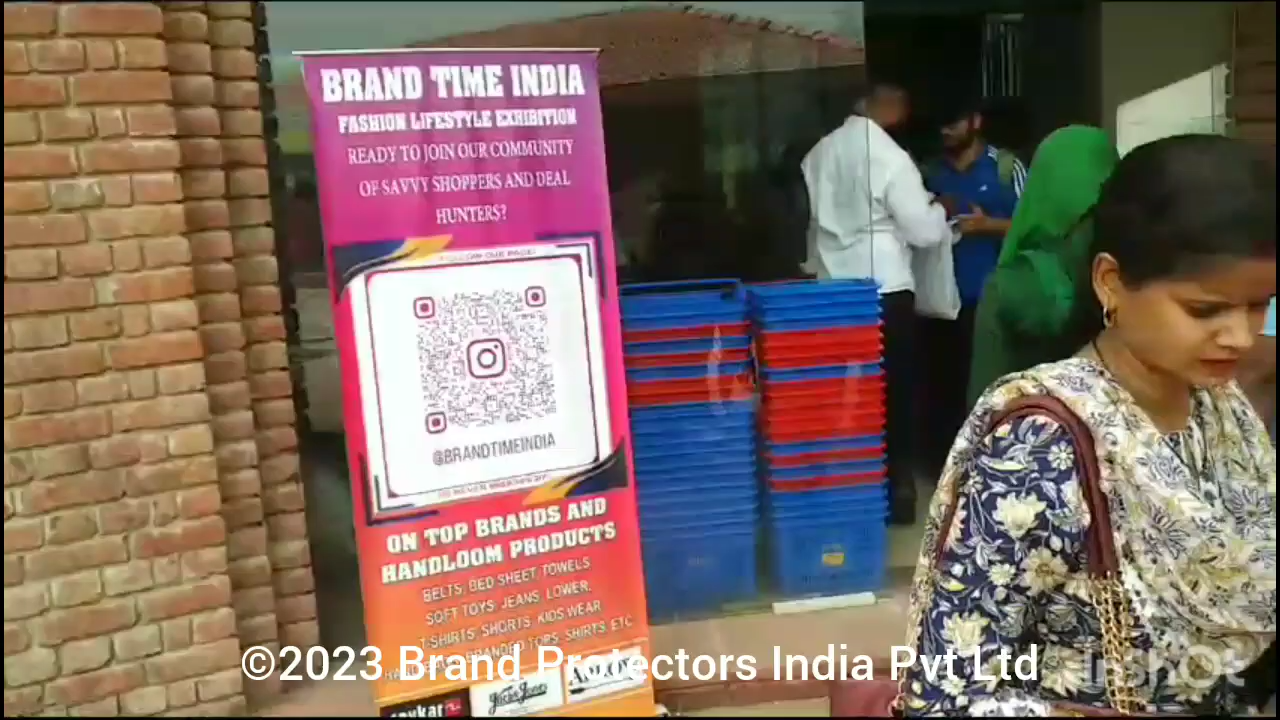 BRAND TIME INDIA
FASHION LIFESTYLE EXHIBITION
READY TO JOIN OUR COMMUNITY
OF SAVVY SHOPPERS AND DEAL
HUNTERS?
@BRANDTIMEINDIA
ON TOP BRANDS AND
HANDLOOM PRODUCTS
BELTS, BED SHEET, TOWELS
SOFT TOYS, JEANS, LOWER,
T-SHIRTS, SHORTS, KIDS WEAR
BRANDED TOPS, SHIRTS, ETC
©2023 Brand Protectors India Pvt Ltd
InshOt